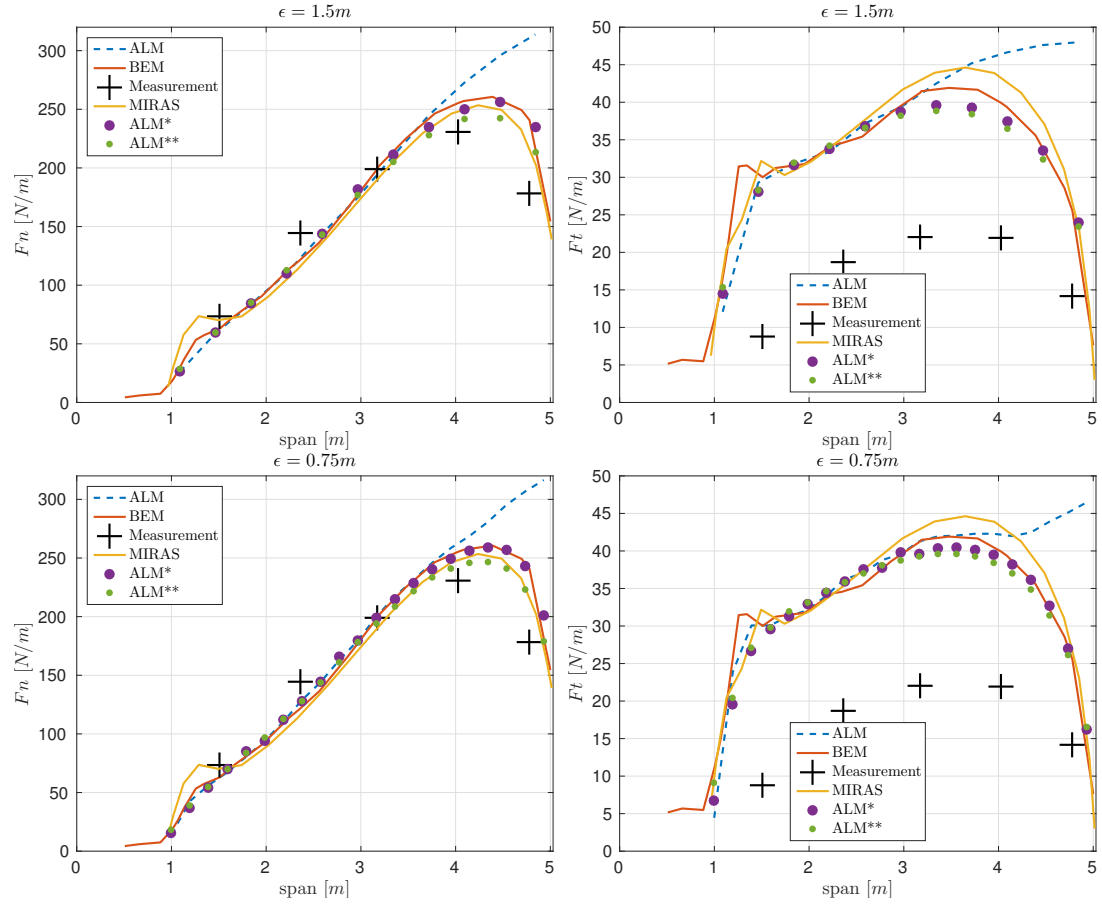 ϵ = 1.5m
Fn [N/m]
300
250
200
150
100
50
0
ALM
BEM
Measurement
MIRAS
ALM*
ALM**
0 1 2 3 4 5
span [m]
ϵ = 1.5m
Ft [N/m]
50
45
40
35
30
25
20
15
10
5
0
ALM
BEM
Measurement
MIRAS
ALM*
ALM**
0 1 2 3 4 5
span [m]
ϵ = 0.75m
Fn [N/m]
300
250
200
150
100
50
0
ALM
BEM
Measurement
MIRAS
ALM*
ALM**
0 1 2 3 4 5
span [m]
ϵ = 0.75m
Ft [N/m]
50
45
40
35
30
25
20
15
10
5
0
ALM
BEM
Measurement
MIRAS
ALM*
ALM**
0 1 2 3 4 5
span [m]